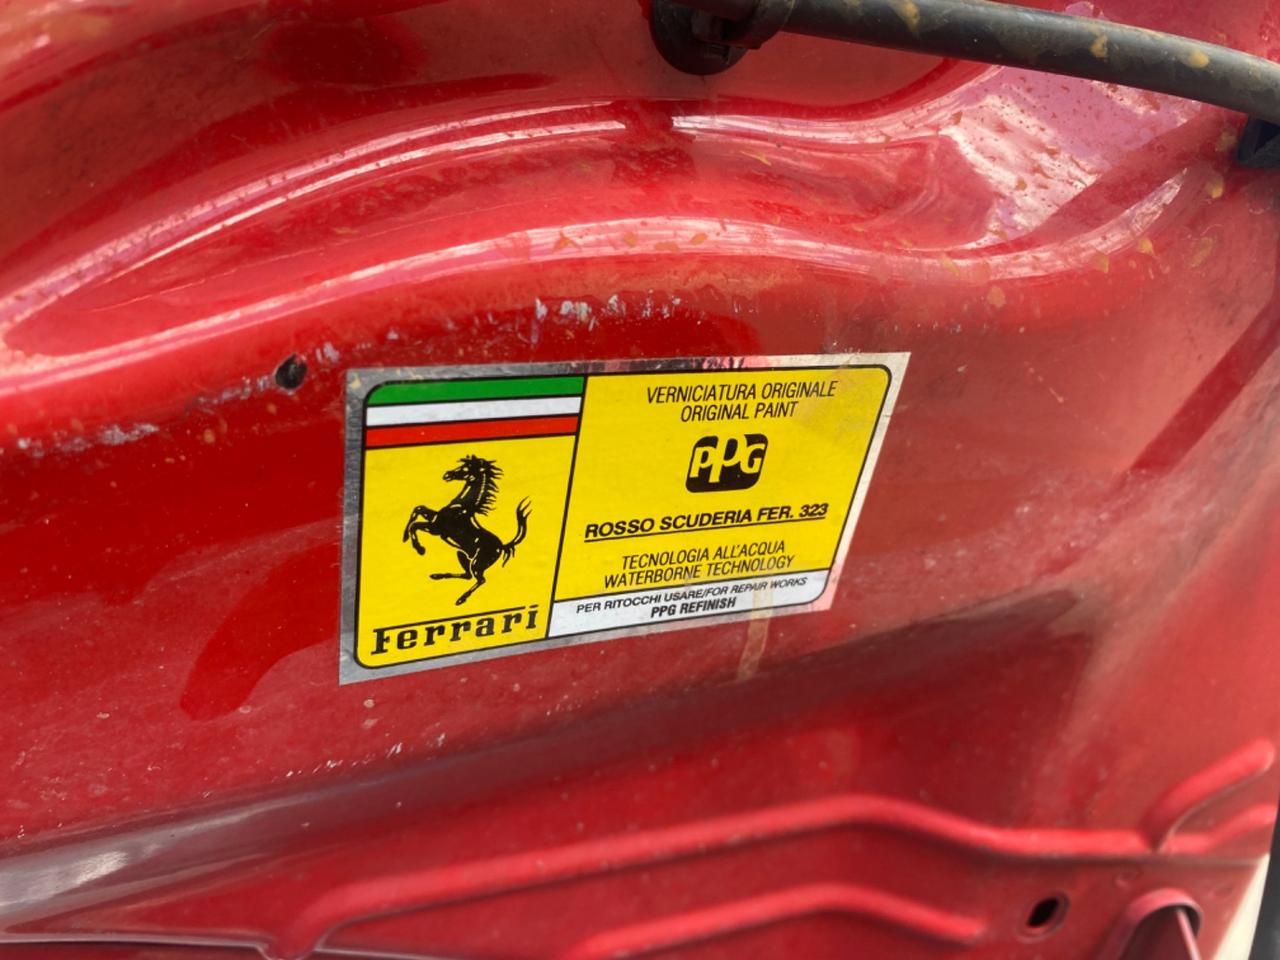 VERNICIATURA ORIGINALE
ORIGINAL PAINT
PPG
ROSSO SCUDERIA FER. 323
TECNOLOGIA ALL'ACQUA
WATERBORNE TECHNOLOGY
PER RITOCCHI USARE/FOR REPAIR WORKS
PPG REFINISH
Ferrari